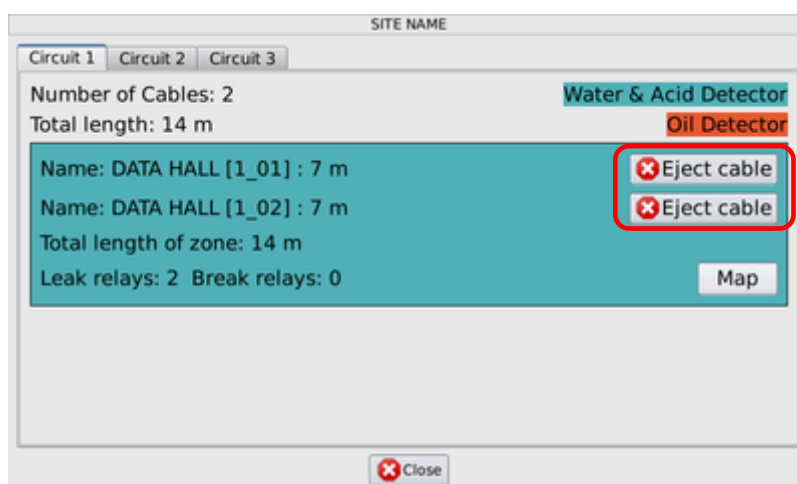 SITE NAME
Circuit 1 Circuit 2 Circuit 3
Number of Cables: 2 Water & Acid Detector
Total length: 14 m Oil Detector
Name: DATA HALL [1_01] : 7 m Eject cable
Name: DATA HALL [1_02] : 7 m Eject cable
Total length of zone: 14 m
Leak relays: 2 Break relays: 0 Map
Close